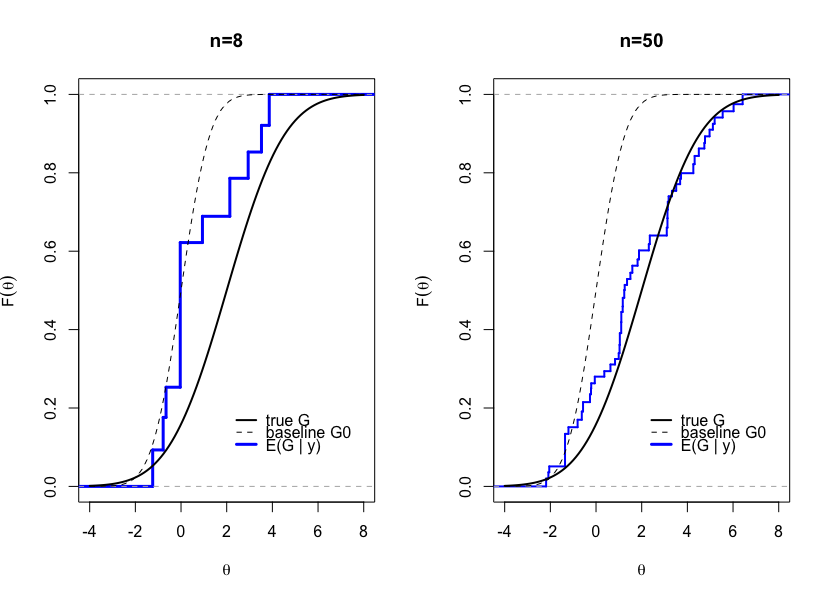 n=8
F(θ)
1.0
0.8
0.6
0.4
0.2
0.0
true G
baseline G0
E(G | y)
-4 -2 0 2 4 6 8
θ
n=50
F(θ)
1.0
0.8
0.6
0.4
0.2
0.0
true G
baseline G0
E(G | y)
-4 -2 0 2 4 6 8
θ